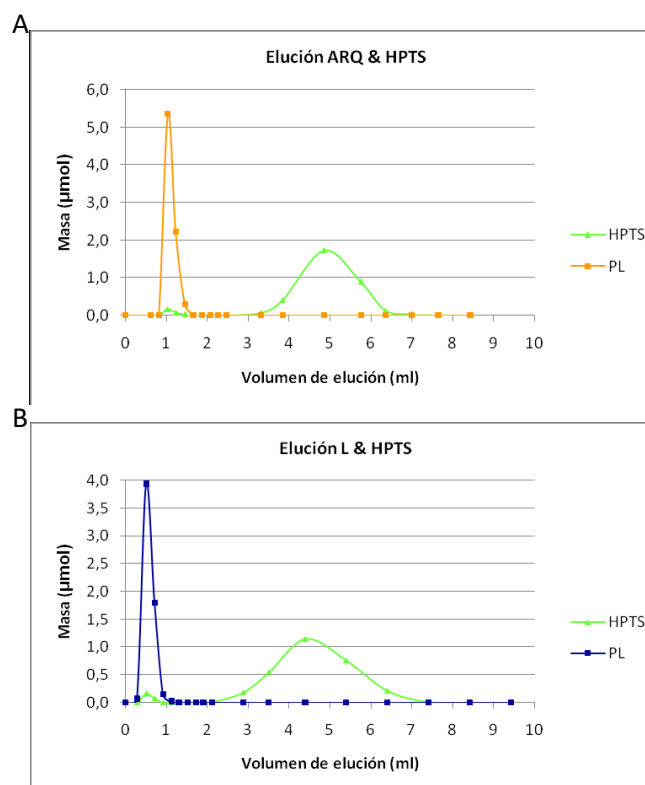 A
Elución ARQ & HPTS
6,0
5,0
4,0
3,0
2,0
1,0
0,0
Masa (µmol)
0 1 2 3 4 5 6 7 8 9 10
Volumen de elución (ml)
HPTS
PL
B
Elución L & HPTS
4,0
3,5
3,0
2,5
2,0
1,5
1,0
0,5
0,0
Masa (µmol)
0 1 2 3 4 5 6 7 8 9 10
Volumen de elución (ml)
HPTS
PL